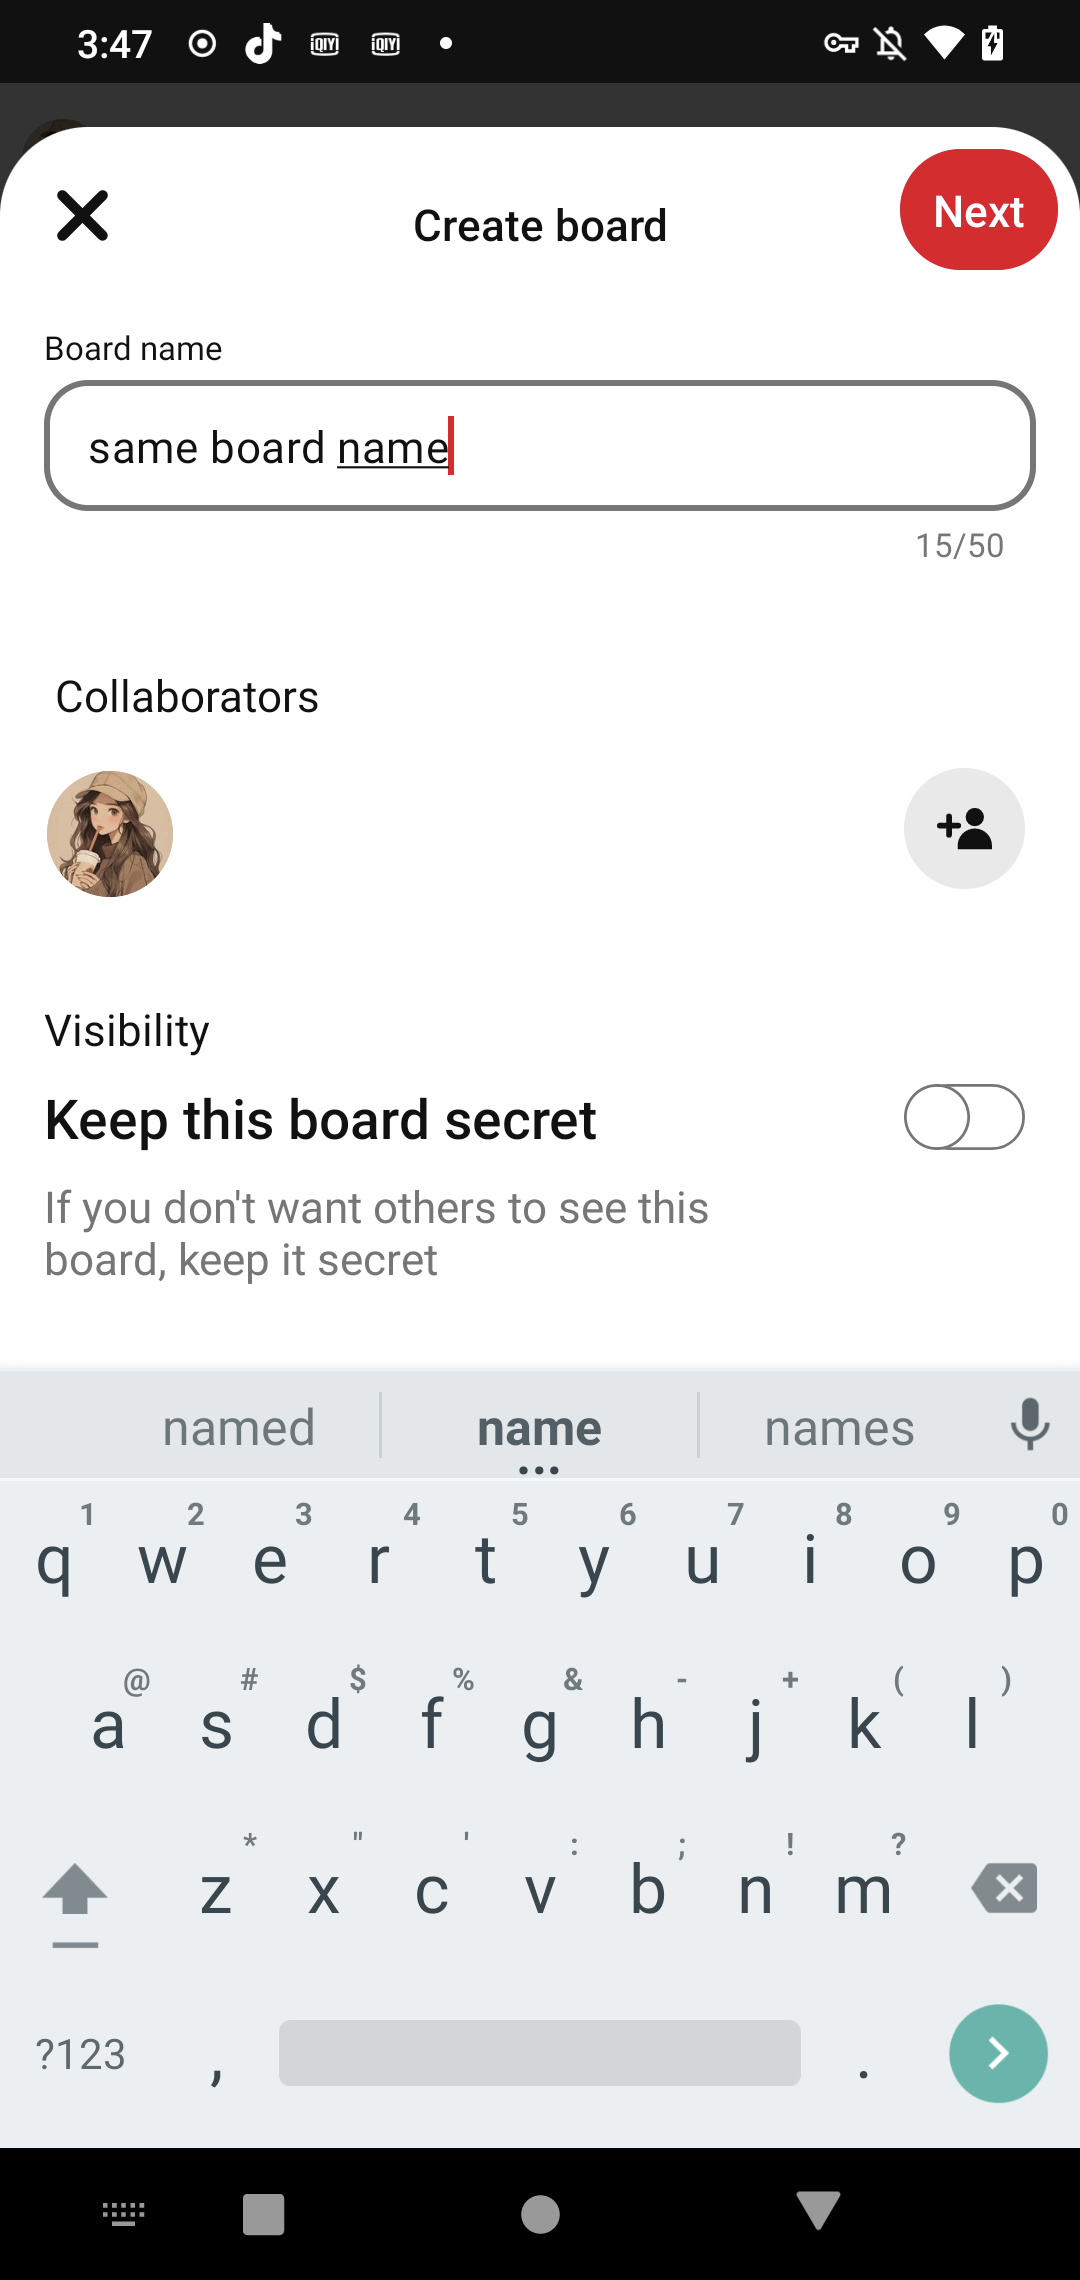 3:47
iQIYI
iQIYI
Create board
Next
Board name
same board name
15/50
Collaborators
Visibility
Keep this board secret
If you don't want others to see this
board, keep it secret
named name names
1 2 3 4 5 6 7 8 9 0
q w e r t y u i o p
@ # $ % & - + ( )
a s d f g h j k l
* " ' : ; ! ?
z x c v b n m
?123 , .